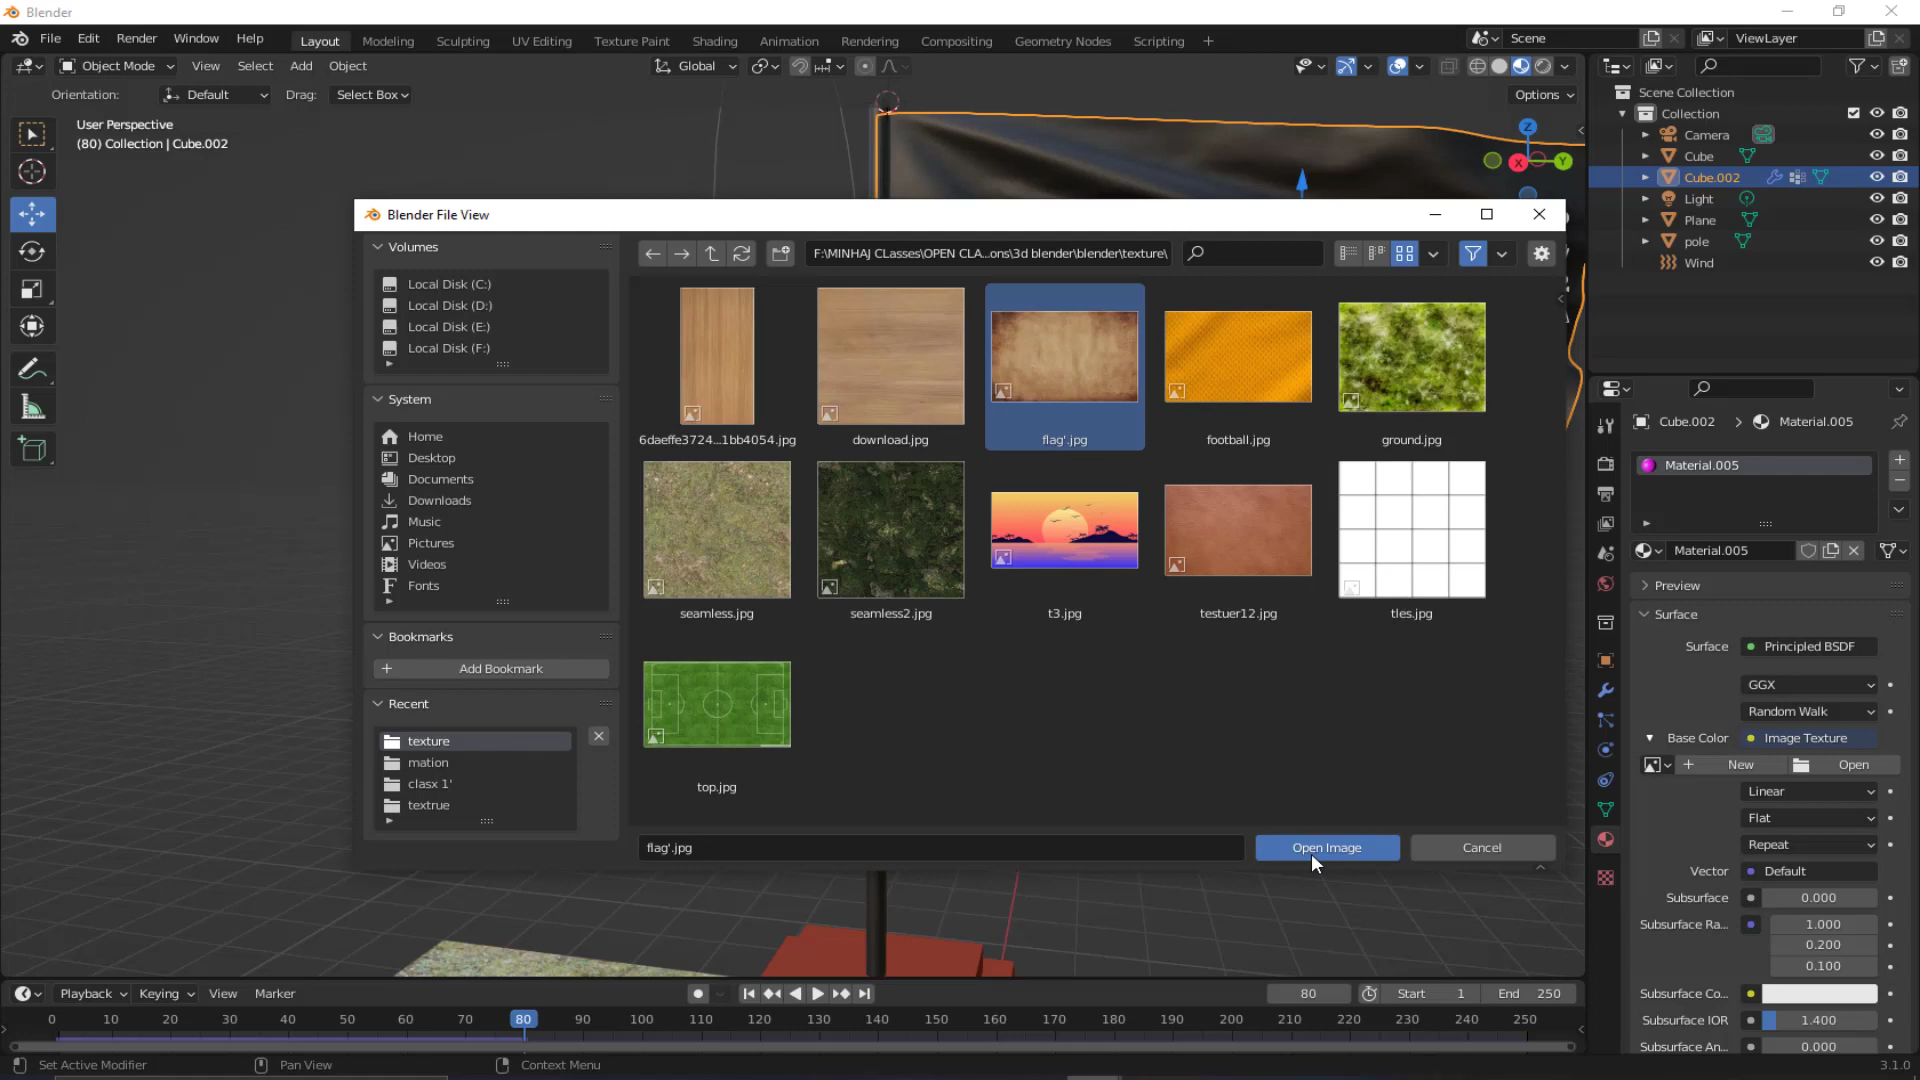 Blender
File Edit Render Window Help
Layout Modeling Sculpting UV Editing Texture Paint Shading Animation Rendering Compositing Geometry Nodes Scripting +
Scene
ViewLayer
Object Mode View Select Add Object
Global
Orientation: Default Drag: Select Box
Options
User Perspective
(80) Collection | Cube.002
Z
X
Y
Scene Collection
Collection
Camera
Cube
Cube.002
Light
Plane
pole
Wind
Blender File View
Volumes
Local Disk (C:)
Local Disk (D:)
Local Disk (E:)
Local Disk (F:)
System
Home
Desktop
Documents
Downloads
Music
Pictures
Videos
Fonts
Bookmarks
Add Bookmark
Recent
texture
mation
clasx 1'
textrue
F:\MINHAJ CLasses\OPEN CLA...ons\3d blender\blender\texture\
6daeffe3724...1bb4054.jpg download.jpg flag'.jpg football.jpg ground.jpg
seamless.jpg seamless2.jpg t3.jpg testuer12.jpg tles.jpg
top.jpg
flag'.jpg
Open Image Cancel
Cube.002 > Material.005
Material.005
Material.005
Preview
Surface
Surface Principled BSDF
GGX
Random Walk
Base Color Image Texture
New Open
Linear
Flat
Repeat
Vector Default
Subsurface 0.000
Subsurface Ra... 1.000
0.200
0.100
Subsurface Co...
Subsurface IOR 1.400
Subsurface An... 0.000
Playback Keying View Marker
80 Start 1 End 250
0 10 20 30 40 50 60 70 80 90 100 110 120 130 140 150 160 170 180 190 200 210 220 230 240 250
Set Active Modifier Pan View Context Menu
3.1.0